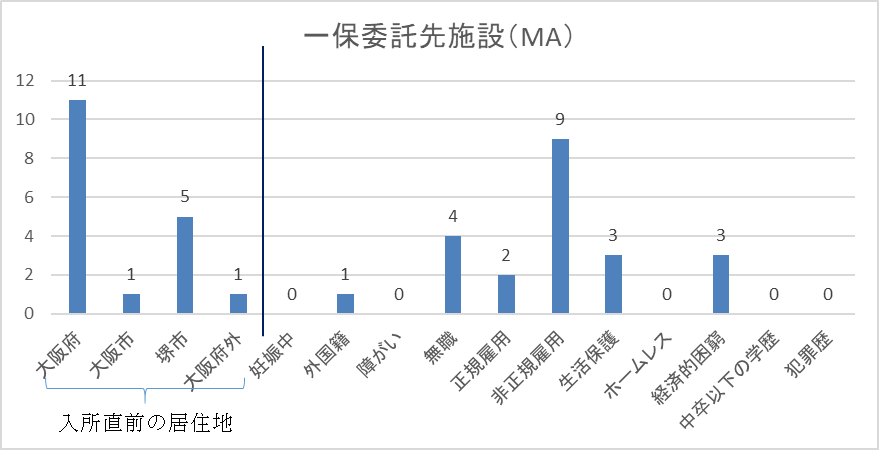 一保委託先施設（MA）
12
10
8
6
4
2
0
11
1
5
1
0
1
0
4
2
9
3
0
3
0
0
大阪府
大阪市
堺市
大阪府外
妊娠中
外国籍
障がい
無職
正規雇用
非正規雇用
生活保護
ホームレス
経済的困窮
中卒以下の学歴
犯罪歴
入所直前の居住地